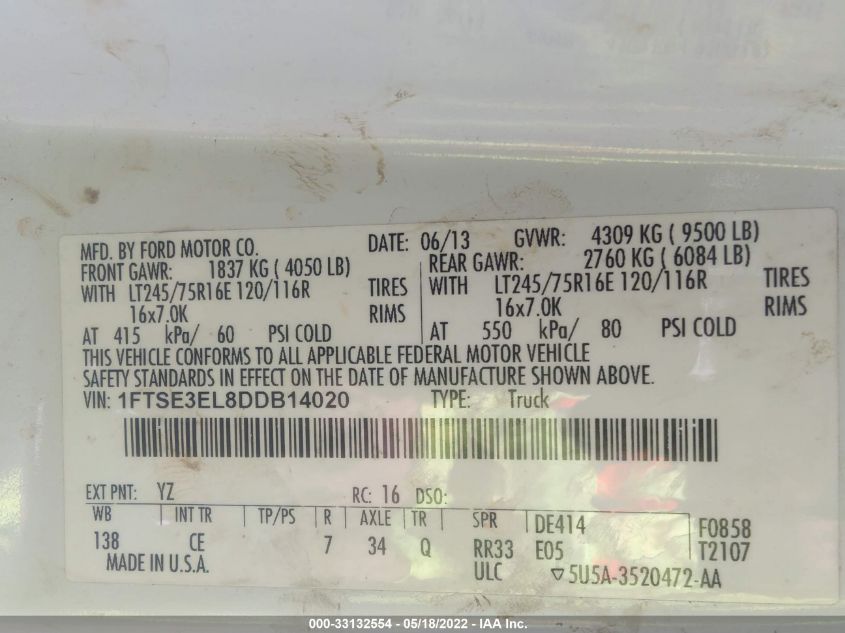 MFD. BY FORD MOTOR CO. DATE: 06/13 GVWR: 4309 KG ( 9500 LB)
FRONT GAWR: 1837 KG ( 4050 LB) REAR GAWR: 2760 KG ( 6084 LB)
WITH LT245/75R16E 120/116R TIRES WITH LT245/75R16E 120/116R TIRES
16x7.0K RIMS 16x7.0K RIMS
AT 415 kPa/ 60 PSI COLD AT 550 kPa/ 80 PSI COLD
THIS VEHICLE CONFORMS TO ALL APPLICABLE FEDERAL MOTOR VEHICLE
SAFETY STANDARDS IN EFFECT ON THE DATE OF MANUFACTURE SHOWN ABOVE.
VIN: 1FTSE3EL8DDB14020 TYPE: Truck
EXT PNT: YZ RC: 16 DSO:
WB INT TR TP/PS R AXLE TR SPR DE414 F0858
138 CE 7 34 Q RR33 E05 T2107
MADE IN U.S.A. ULC ▽5U5A-3520472-AA
000-33132554 - 05/18/2022 - IAA Inc.